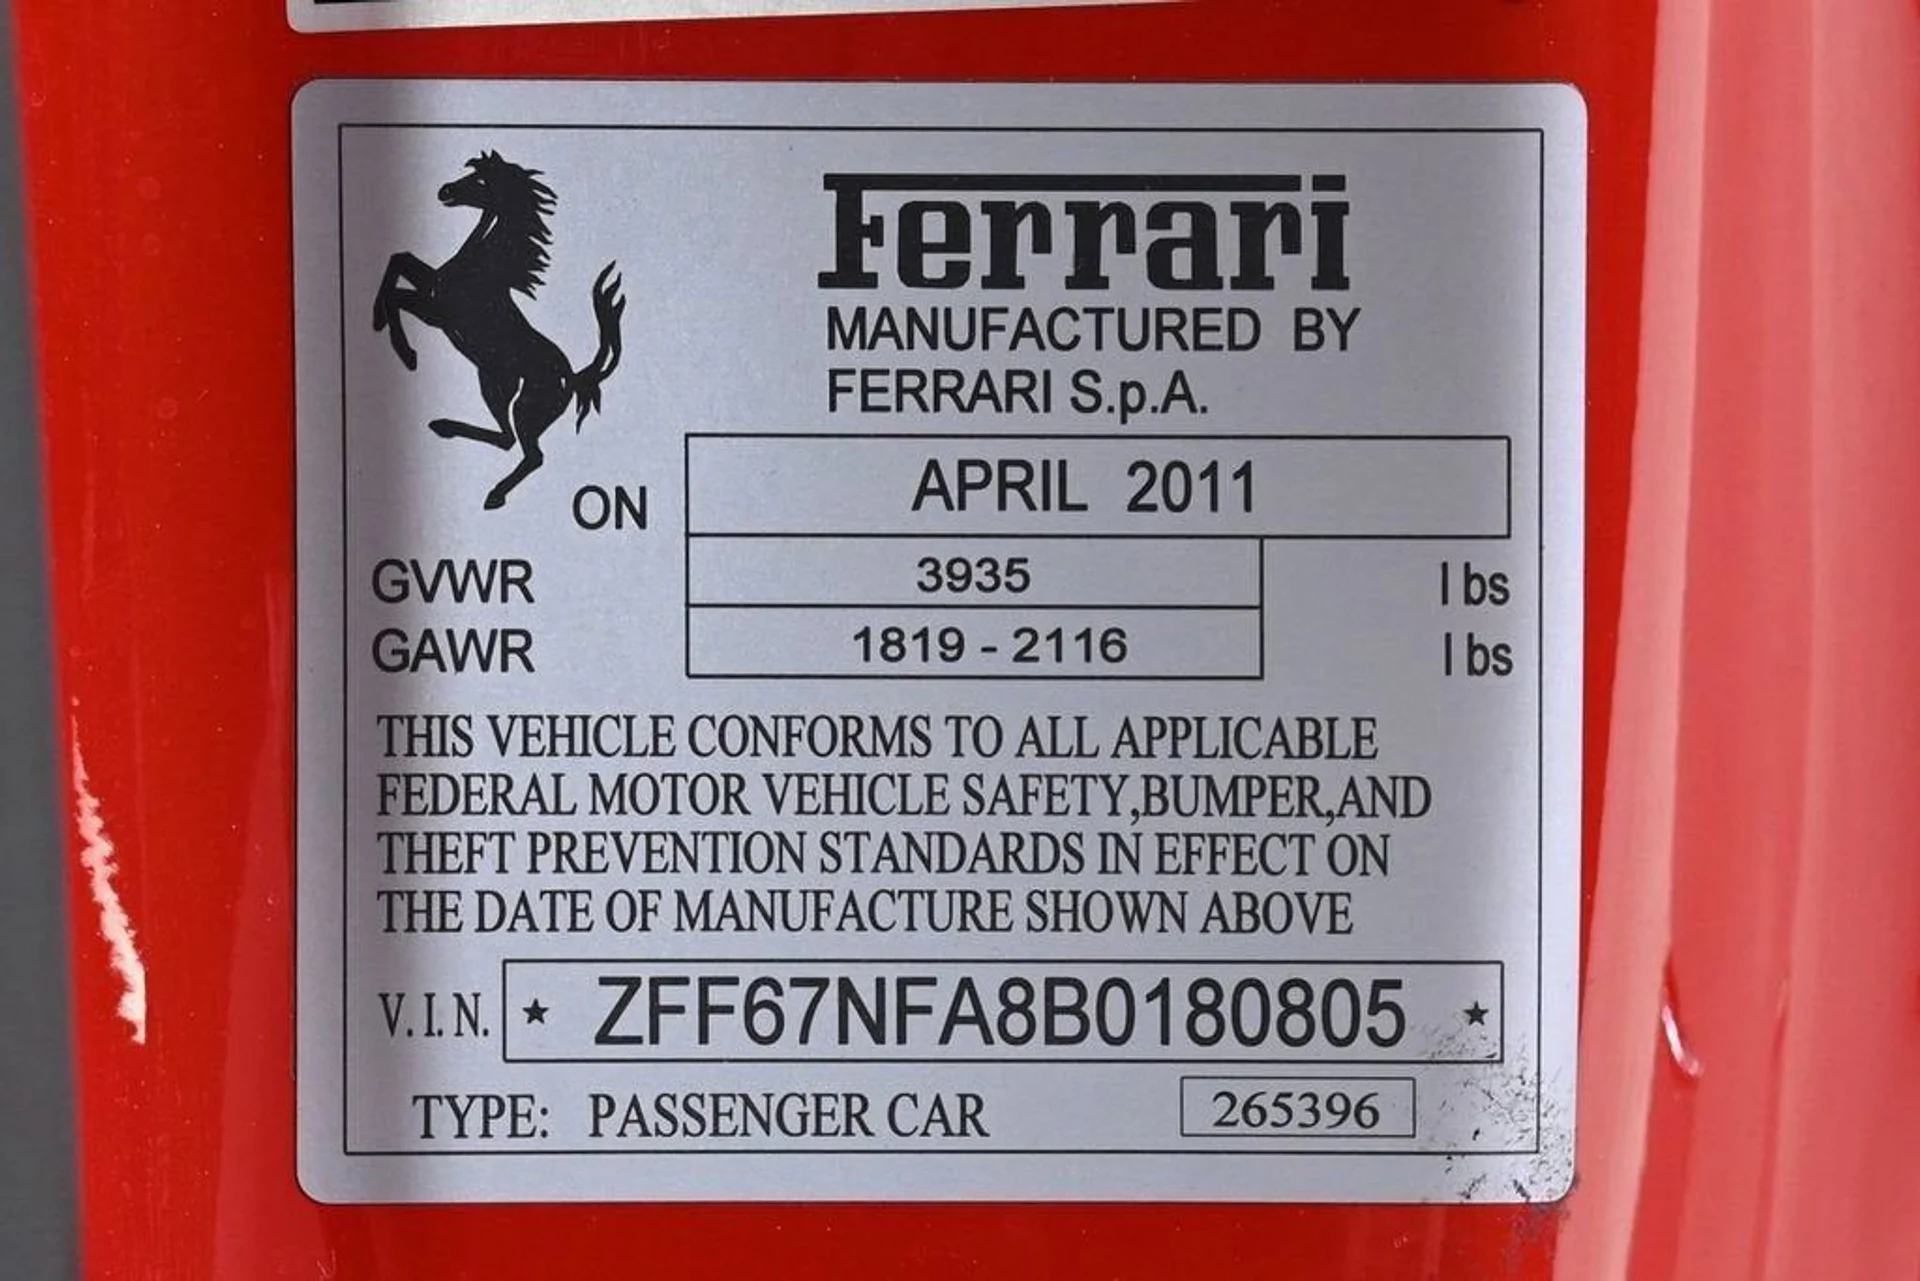 Ferrari
MANUFACTURED BY
FERRARI S.p.A.
ON APRIL 2011
GVWR 3935 lbs
GAWR 1819 - 2116 lbs
THIS VEHICLE CONFORMS TO ALL APPLICABLE
FEDERAL MOTOR VEHICLE SAFETY,BUMPER,AND
THEFT PREVENTION STANDARDS IN EFFECT ON
THE DATE OF MANUFACTURE SHOWN ABOVE
V.I.N. ★ ZFF67NFA8B0180805 ★
TYPE: PASSENGER CAR 265396